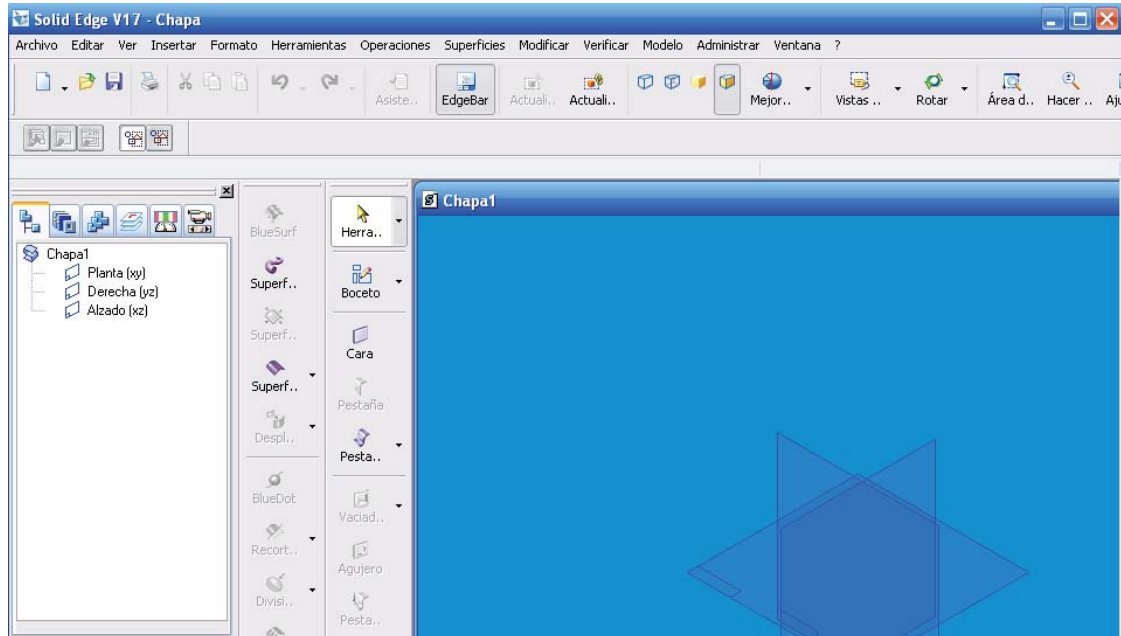 Solid Edge V17 - Chapa
Archivo Editar Ver Insertar Formato Herramientas Operaciones Superficies Modificar Verificar Modelo Administrar Ventana ?
Asiste.. EdgeBar Actuali.. Actuali.. Mejor.. Vistas .. Rotar Área d.. Hacer .. Aju
Chapa1
Planta (xy)
Derecha (yz)
Alzado (xz)
BlueSurf
Superf..
Superf..
Superf..
Despl..
BlueDot
Recort..
Divisi..
Herra..
Boceto
Cara
Pestaña
Pesta..
Vaciad..
Agujero
Pesta..
Chapa1